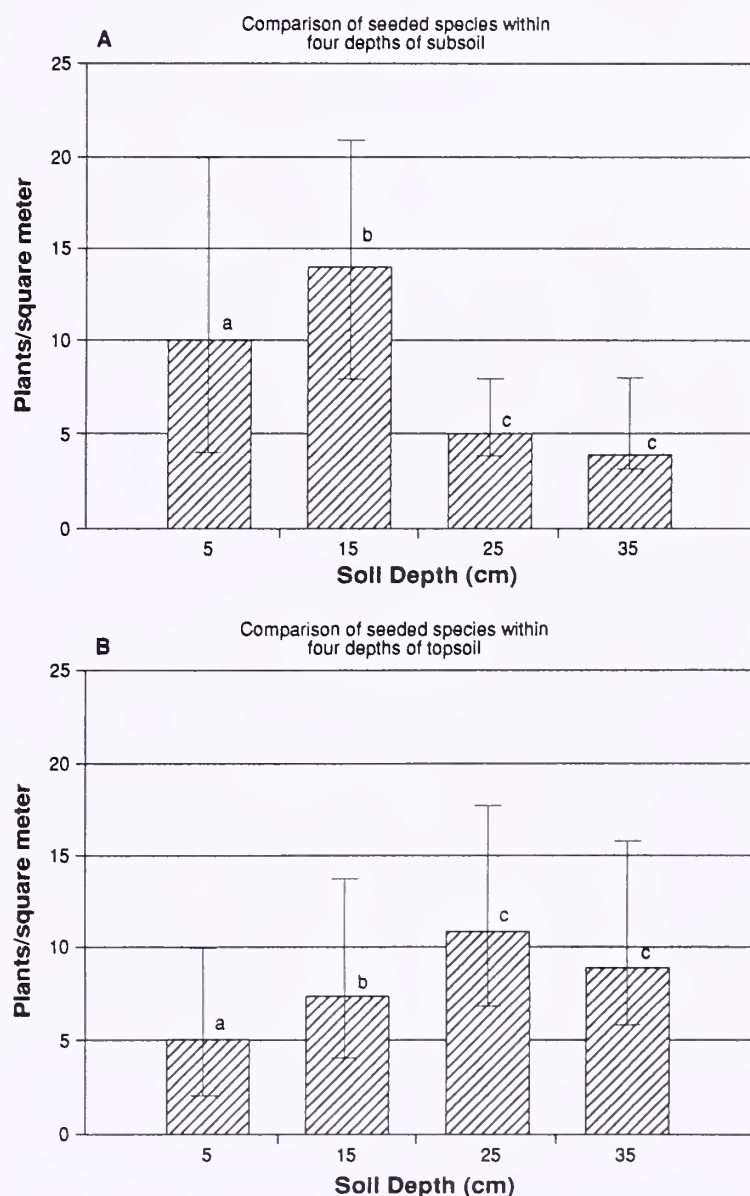 A
Comparison of seeded species within
four depths of subsoil
25
20
15
10
5
0
Plants/square meter
a
b
c
c
5 15 25 35
Soil Depth (cm)
B
Comparison of seeded species within
four depths of topsoil
25
20
15
10
5
0
Plants/square meter
a
b
c
c
5 15 25 35
Soil Depth (cm)